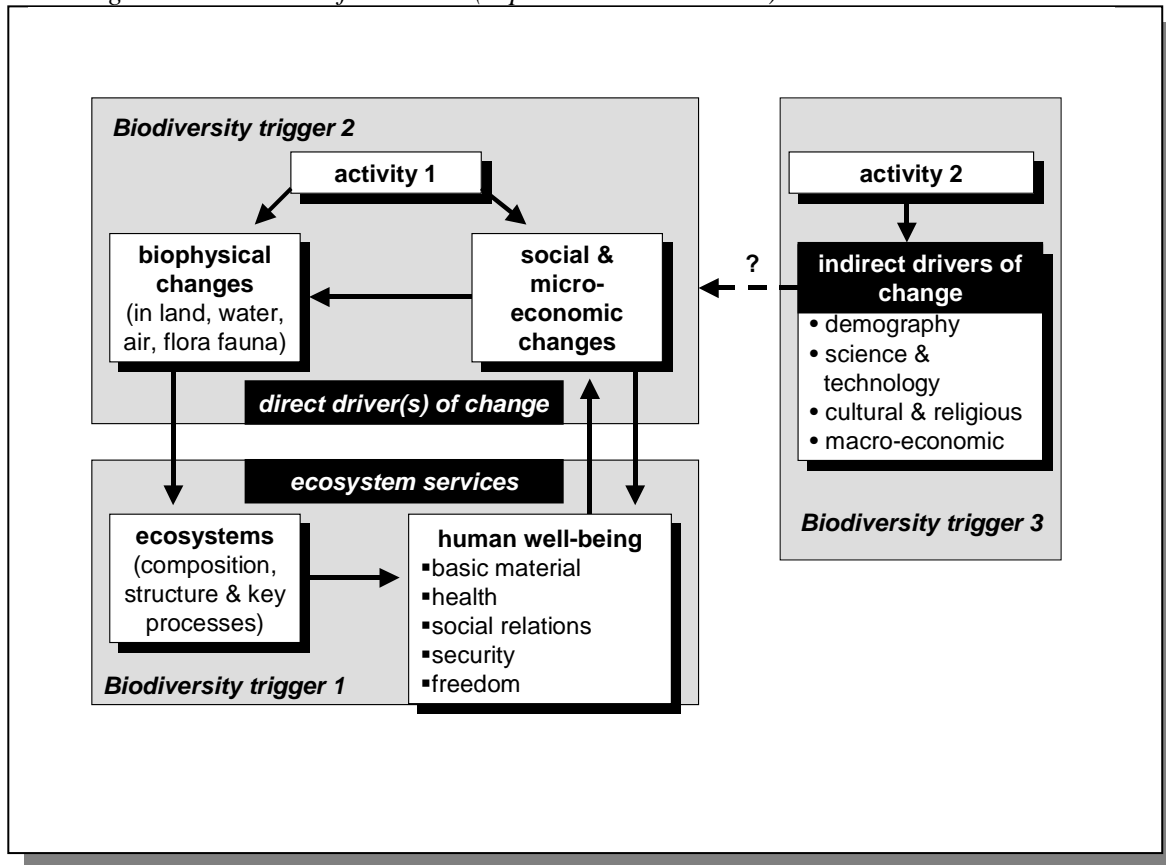 Biodiversity trigger 2
activity 1
biophysical
changes
(in land, water,
air, flora fauna)
social &
micro-
economic
changes
direct driver(s) of change
?
activity 2
indirect drivers of
change
• demography
• science &
technology
• cultural & religious
• macro-economic
Biodiversity trigger 3
ecosystem services
ecosystems
(composition,
structure & key
processes)
human well-being
▪basic material
▪health
▪social relations
▪security
▪freedom
Biodiversity trigger 1